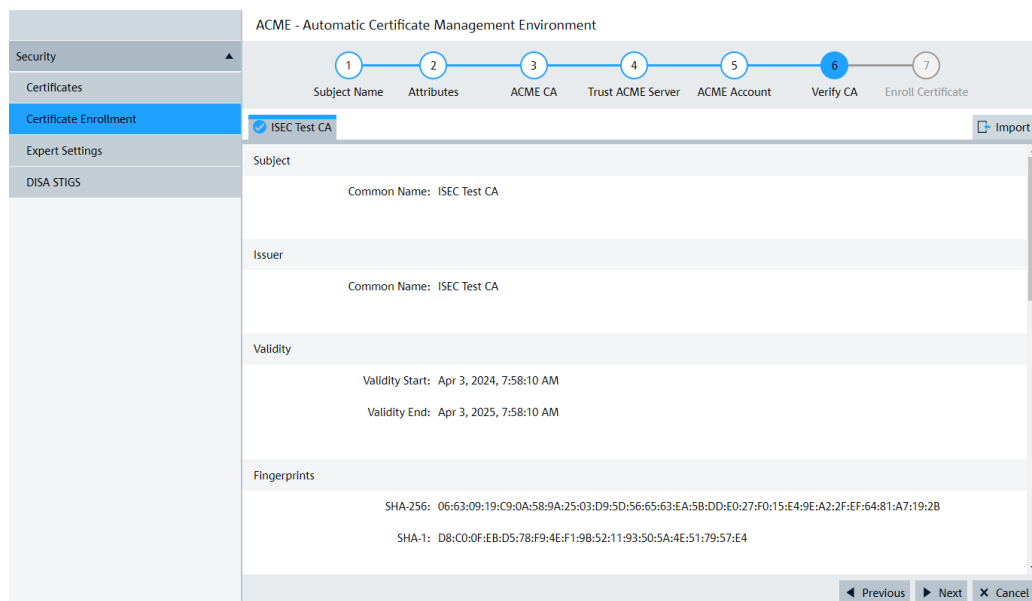 ACME - Automatic Certificate Management Environment
Security
Certificates
Certificate Enrollment
Expert Settings
DISA STIGS
1 2 3 4 5 6 7
Subject Name Attributes ACME CA Trust ACME Server ACME Account Verify CA Enroll Certificate
ISEC Test CA Import
Subject
Common Name: ISEC Test CA
Issuer
Common Name: ISEC Test CA
Validity
Validity Start: Apr 3, 2024, 7:58:10 AM
Validity End: Apr 3, 2025, 7:58:10 AM
Fingerprints
SHA-256: 06:63:09:19:C9:0A:58:9A:25:03:D9:5D:56:65:63:EA:5B:DD:E0:27:F0:15:E4:9E:A2:2F:EF:64:81:A7:19:2B
SHA-1: D8:C0:0F:EB:D5:78:F9:4E:F1:9B:52:11:93:50:5A:4E:51:79:57:E4
Previous Next Cancel